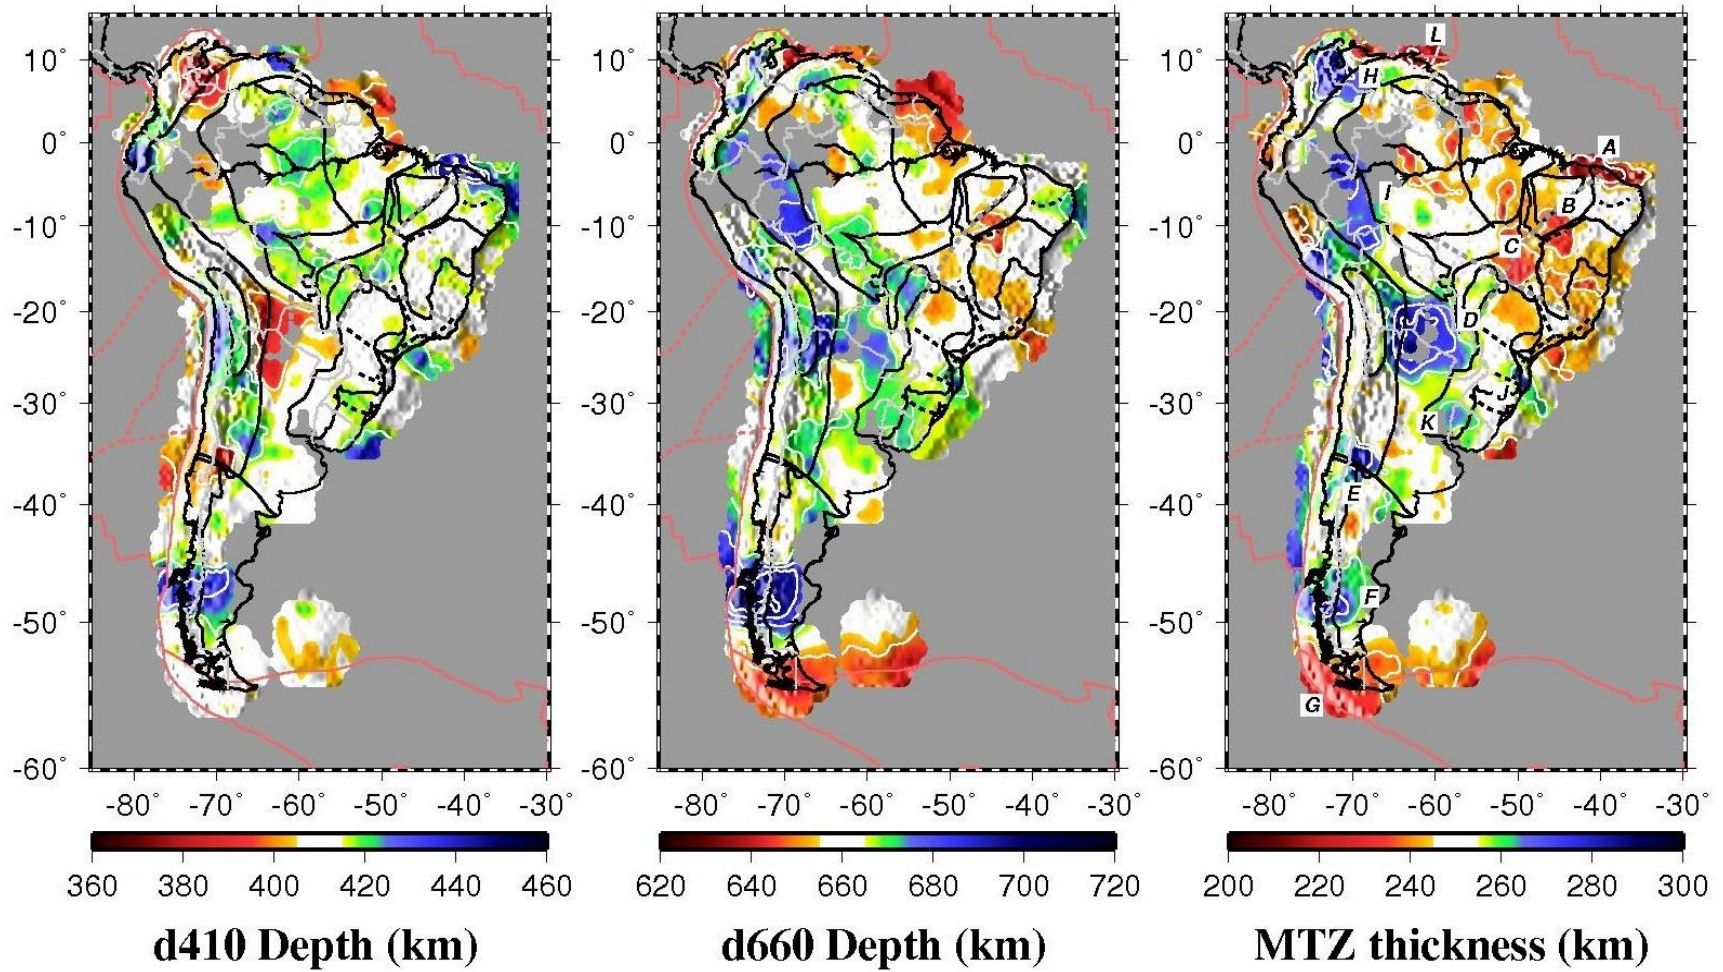 10° 10° 10°
0° 0° 0°
-10° -10° -10°
-20° -20° -20°
-30° -30° -30°
-40° -40° -40°
-50° -50° -50°
-60° -60° -60°
L
H
A
I
B
C
D
J
K
E
F
G
-80° -70° -60° -50° -40° -30° -80° -70° -60° -50° -40° -30° -80° -70° -60° -50° -40° -30°
360 380 400 420 440 460 620 640 660 680 700 720 200 220 240 260 280 300
d410 Depth (km) d660 Depth (km) MTZ thickness (km)